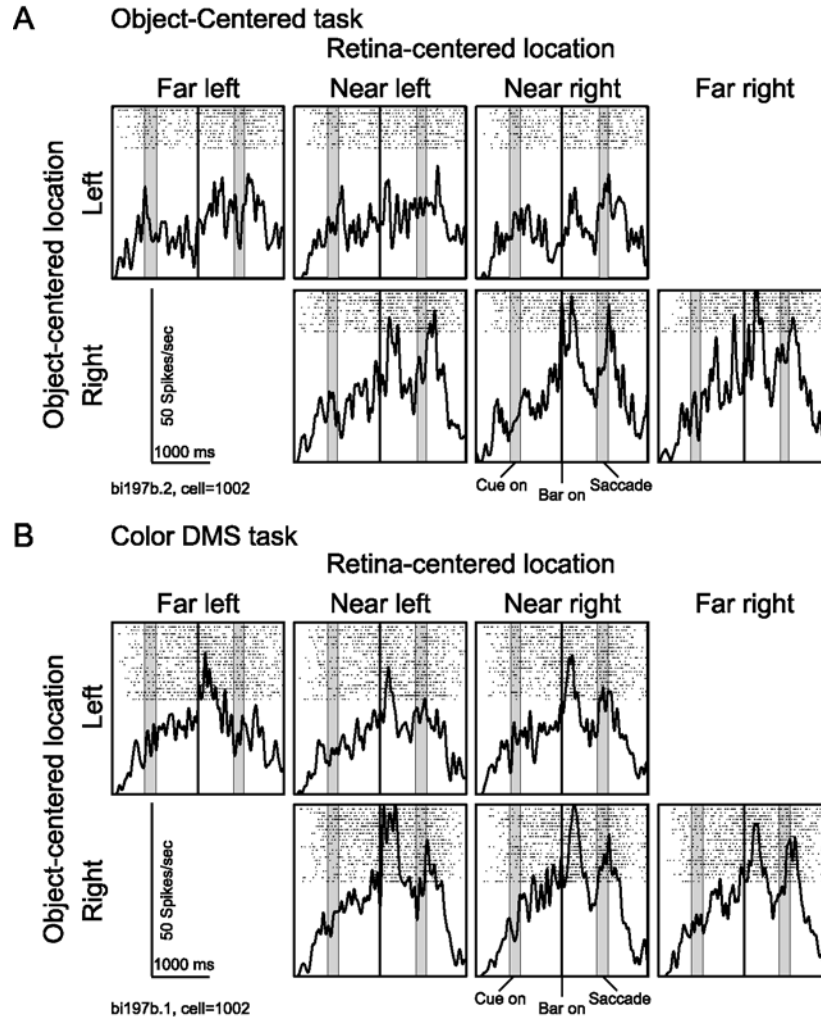 A Object-Centered task
Retina-centered location
Far left Near left Near right Far right
Object-centered location
Left
Right
50 Spikes/sec
1000 ms
Cue on
Bar on
Saccade
bi197b.2, cell=1002
B Color DMS task
Retina-centered location
Far left Near left Near right Far right
Object-centered location
Left
Right
50 Spikes/sec
1000 ms
Cue on
Bar on
Saccade
bi197b.1, cell=1002